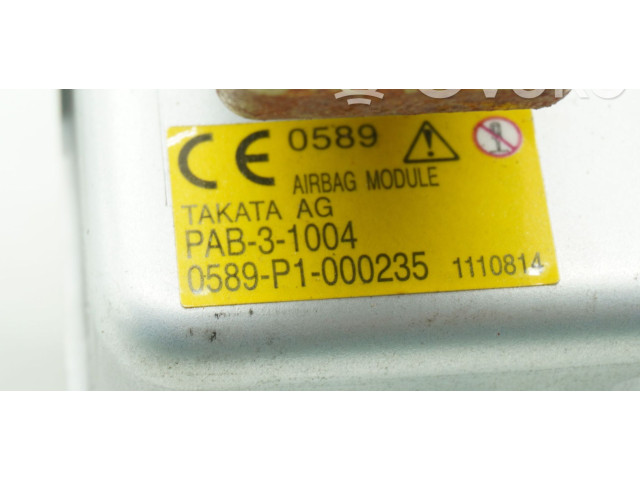 CE 0589
AIRBAG MODULE
TAKATA AG
PAB-3-1004
0589-P1-000235 1110814